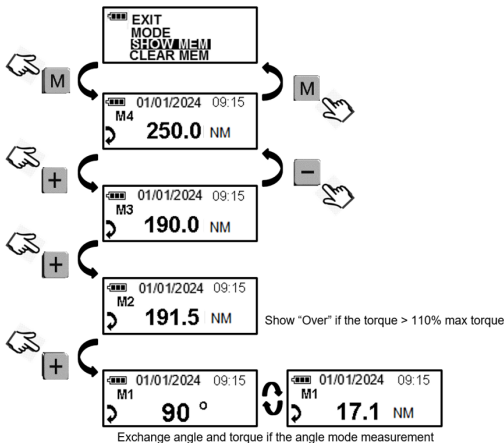 EXIT
MODE
SHOW MEM
CLEAR MEM
M
M
01/01/2024 09:15
M4
250.0 NM
+
−
01/01/2024 09:15
M3
190.0 NM
+
01/01/2024 09:15
M2
191.5 NM
Show “Over” if the torque > 110% max torque
+
01/01/2024 09:15
M1
90 °
01/01/2024 09:15
M1
17.1 NM
Exchange angle and torque if the angle mode measurement